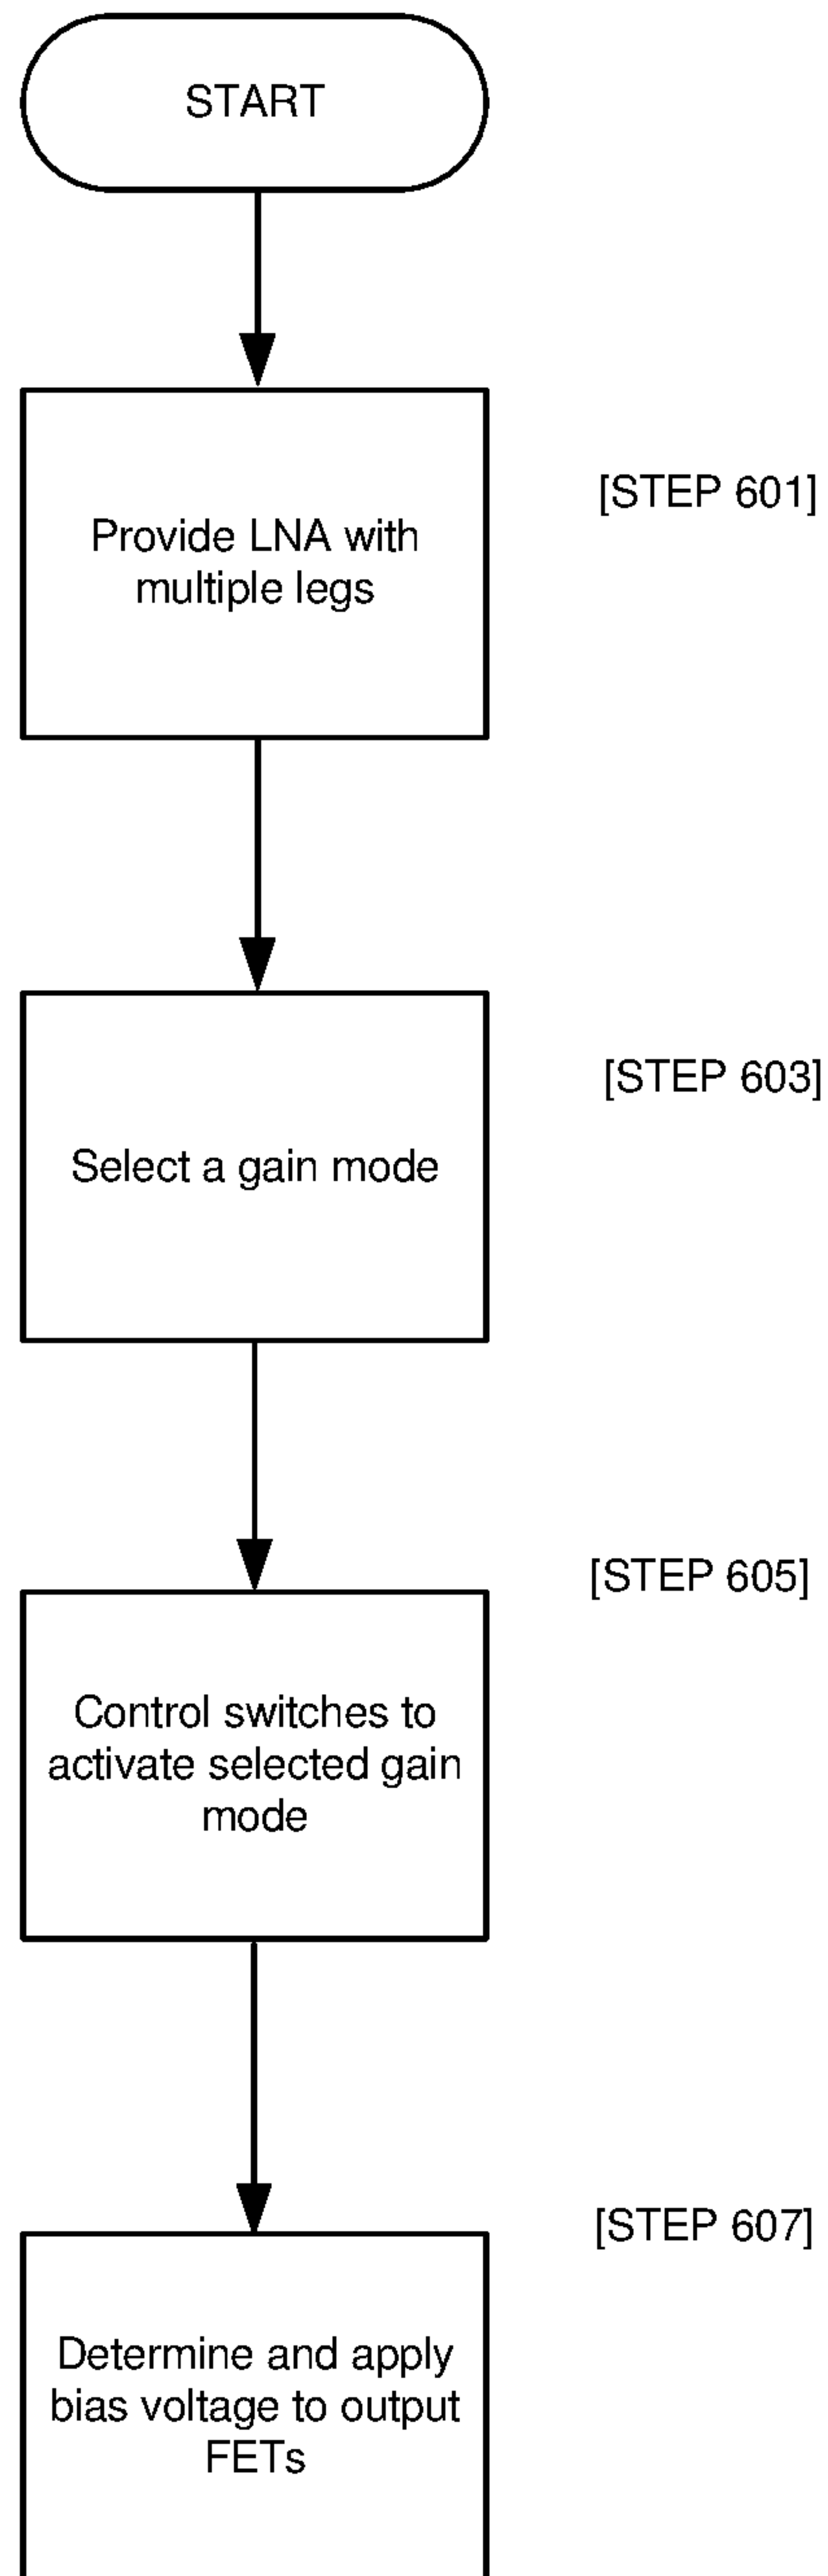 START
[STEP 601]
Provide LNA with
multiple legs
[STEP 603]
Select a gain mode
[STEP 605]
Control switches to
activate selected gain
mode
[STEP 607]
Determine and apply
bias voltage to output
FETs